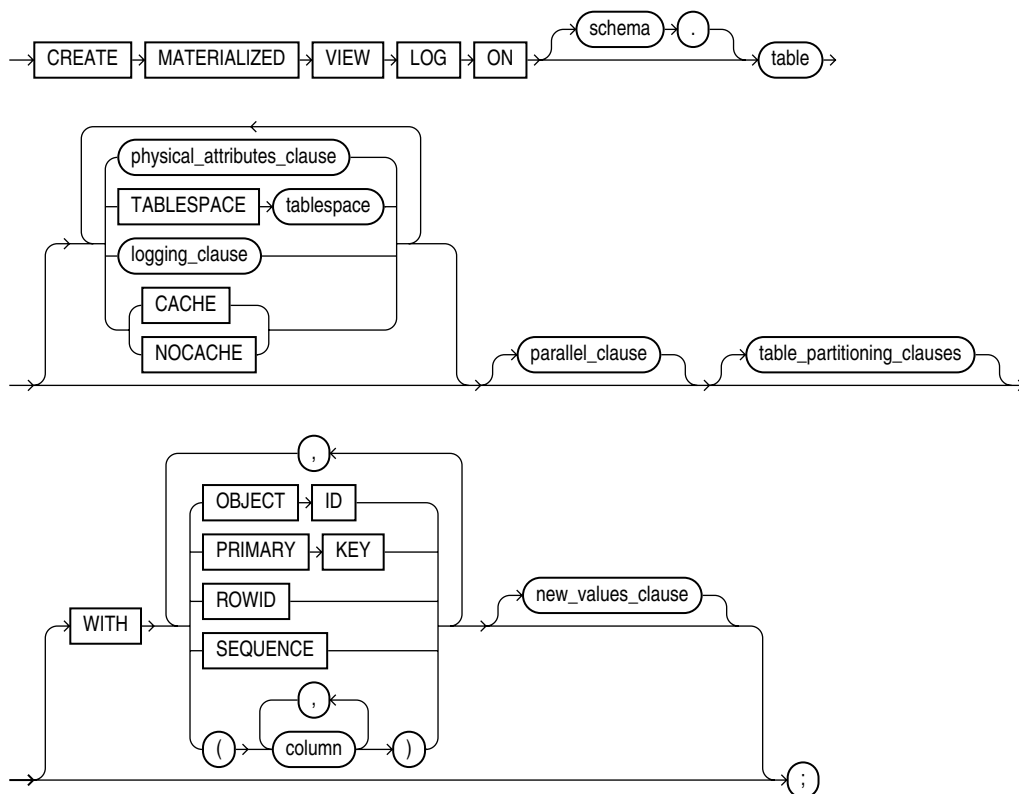 schema .
CREATE MATERIALIZED VIEW LOG ON table
physical_attributes_clause
TABLESPACE tablespace
logging_clause
CACHE
NOCACHE
parallel_clause table_partitioning_clauses
,
OBJECT ID
PRIMARY KEY
ROWID
new_values_clause
WITH
SEQUENCE
,
( column )
;